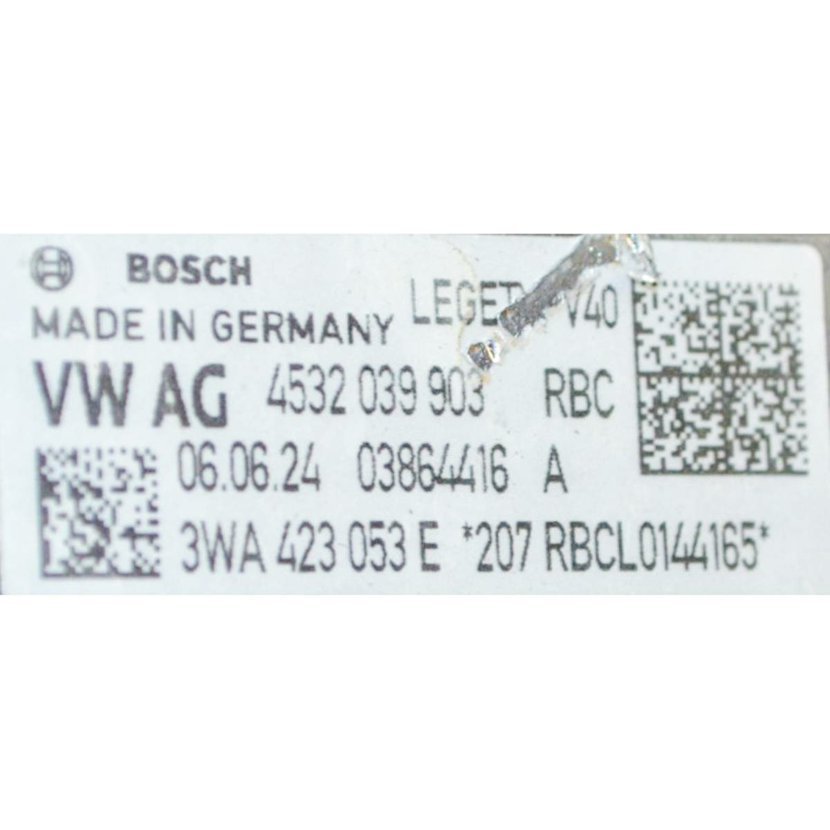 BOSCH
MADE IN GERMANY
V40
VW AG 4532 039 903 RBC
06.06.24 03864416 A
3WA 423 053 E *207 RBCL0144165*